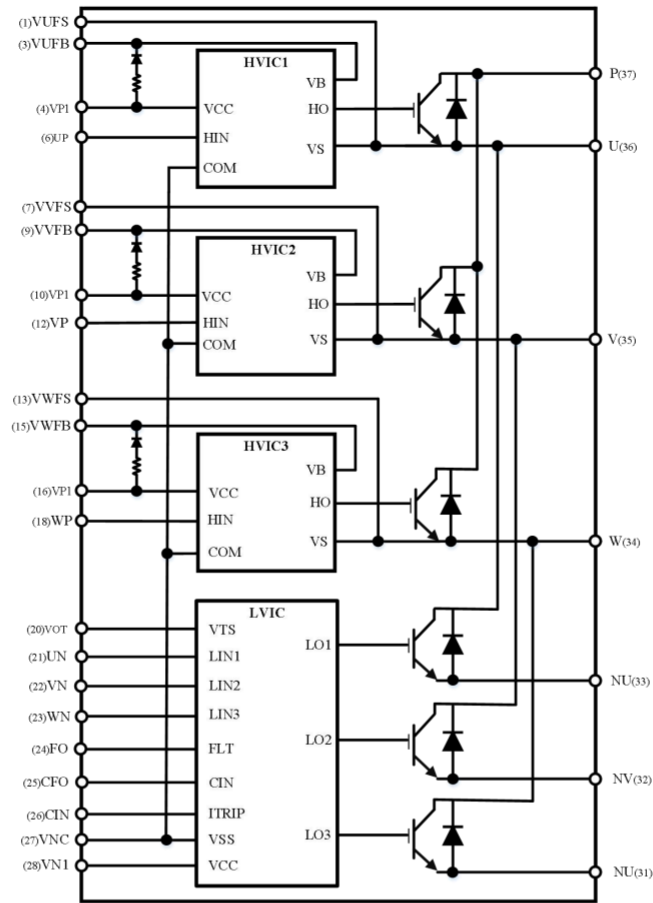 (1)VUFS
(3)VUFB
HVIC1
VB
P(37)
(4)VP1
VCC
HO
(6)UP
HIN
VS
U(36)
COM
(7)VVFS
(9)VVFB
HVIC2
VB
(10)VP1
VCC
HO
(12)VP
HIN
COM
VS
V(35)
(13)VWFS
(15)VWFB
HVIC3
VB
(16)VP1
VCC
HO
(18)WP
HIN
VS
W(34)
COM
LVIC
(20)VOT
VTS
(21)UN
LIN1
LO1
(22)VN
LIN2
NU(33)
(23)WN
LIN3
(24)FO
FLT
LO2
(25)CFO
CIN
NV(32)
(26)CIN
ITRIP
(27)VNC
VSS
LO3
(28)VN1
VCC
NU(31)